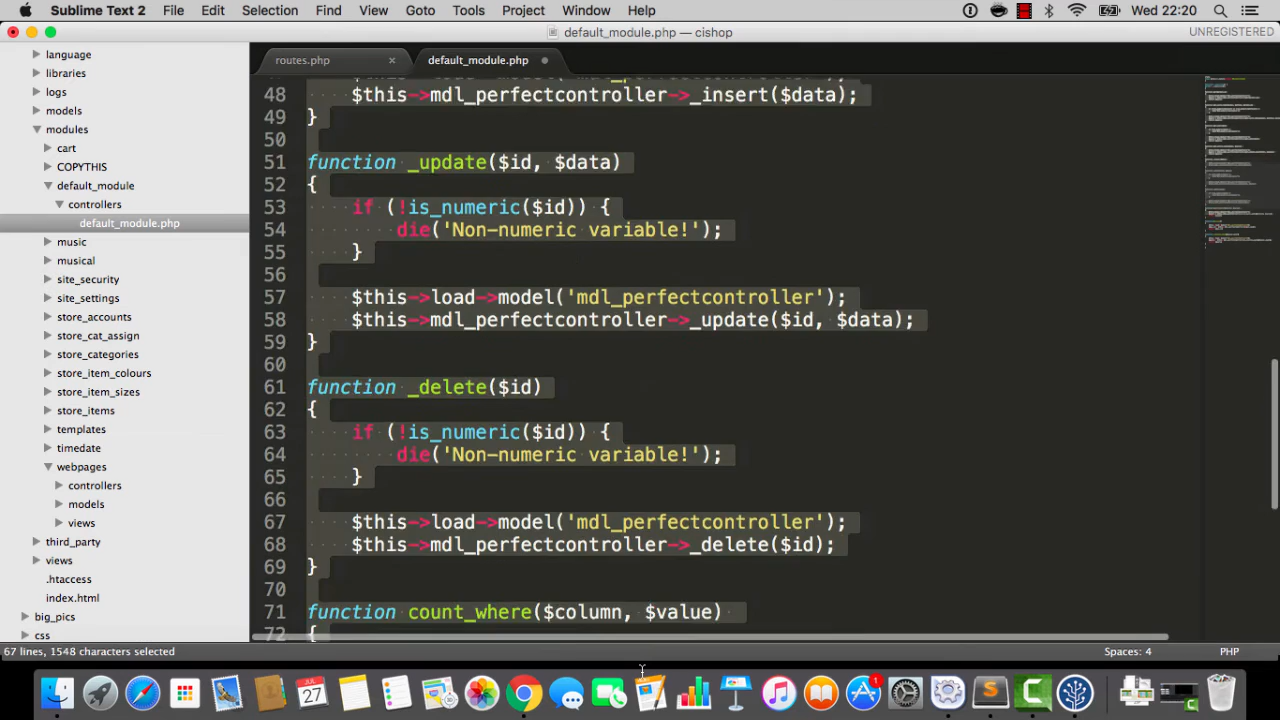 Sublime Text 2 File Edit Selection Find View Goto Tools Project Window Help Wed 22:20
default_module.php — cishop UNREGISTERED
language
libraries
logs
models
modules
cart
COPYTHIS
default_module
controllers
default_module.php
music
musical
site_security
site_settings
store_accounts
store_cat_assign
store_categories
store_item_colours
store_item_sizes
store_items
templates
timedate
webpages
controllers
models
views
third_party
views
.htaccess
index.html
big_pics
css
routes.php × default_module.php
48 $this->mdl_perfectcontroller->_insert($data);
49 }
50
51 function _update($id, $data)
52 {
53 if (!is_numeric($id)) {
54 die('Non-numeric variable!');
55 }
56
57 $this->load->model('mdl_perfectcontroller');
58 $this->mdl_perfectcontroller->_update($id, $data);
59 }
60
61 function _delete($id)
62 {
63 if (!is_numeric($id)) {
64 die('Non-numeric variable!');
65 }
66
67 $this->load->model('mdl_perfectcontroller');
68 $this->mdl_perfectcontroller->_delete($id);
69 }
70
71 function count_where($column, $value)
72 {
67 lines, 1548 characters selected Spaces: 4 PHP
JUL 27
1